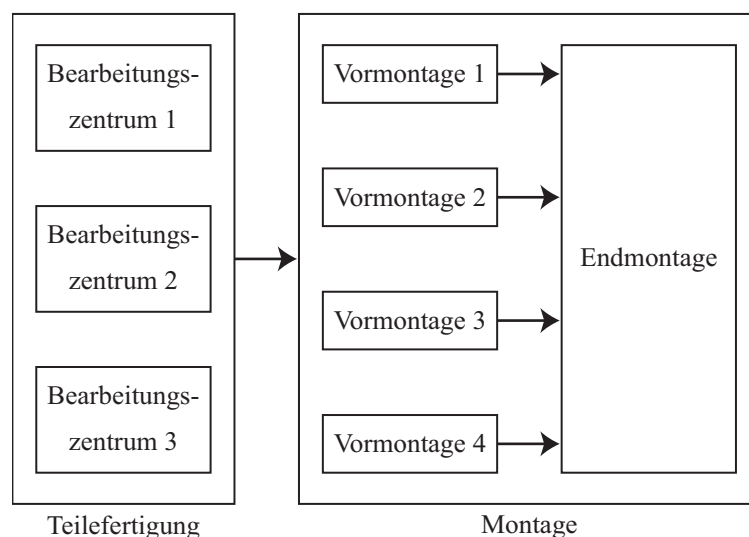 Bearbeitungs-
zentrum 1
Bearbeitungs-
zentrum 2
Bearbeitungs-
zentrum 3
Teilefertigung
Vormontage 1
Vormontage 2
Vormontage 3
Vormontage 4
Endmontage
Montage